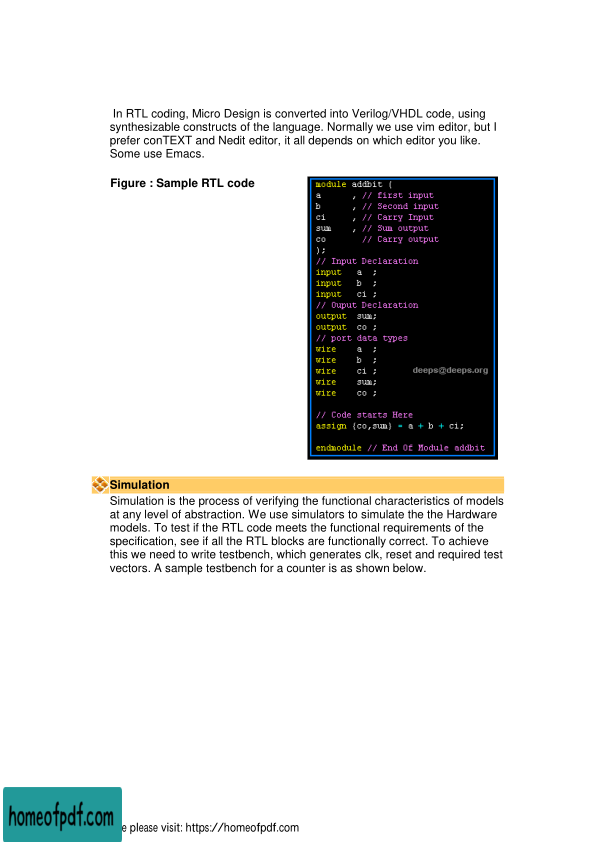 In RTL coding, Micro Design is converted into Verilog/VHDL code, using
synthesizable constructs of the language. Normally we use vim editor, but I
prefer conTEXT and Nedit editor, it all depends on which editor you like.
Some use Emacs.
Figure : Sample RTL code
module addbit (
a      , // first input
b      , // Second input
ci     , // Carry Input
sum    , // Sum output
co       // Carry output
);
// Input Declaration
input   a  ;
input   b  ;
input   ci ;
// Ouput Declaration
output  sum;
output  co ;
// port data types
wire    a  ;
wire    b  ;
wire    ci ;
deeps@deeps.org
wire    sum;
wire    co ;
// Code starts Here
assign {co,sum} = a + b + ci;
endmodule // End Of Module addbit
Simulation
Simulation is the process of verifying the functional characteristics of models
at any level of abstraction. We use simulators to simulate the the Hardware
models. To test if the RTL code meets the functional requirements of the
specification, see if all the RTL blocks are functionally correct. To achieve
this we need to write testbench, which generates clk, reset and required test
vectors. A sample testbench for a counter is as shown below.
homeofpdf.com
e please visit: https://homeofpdf.com